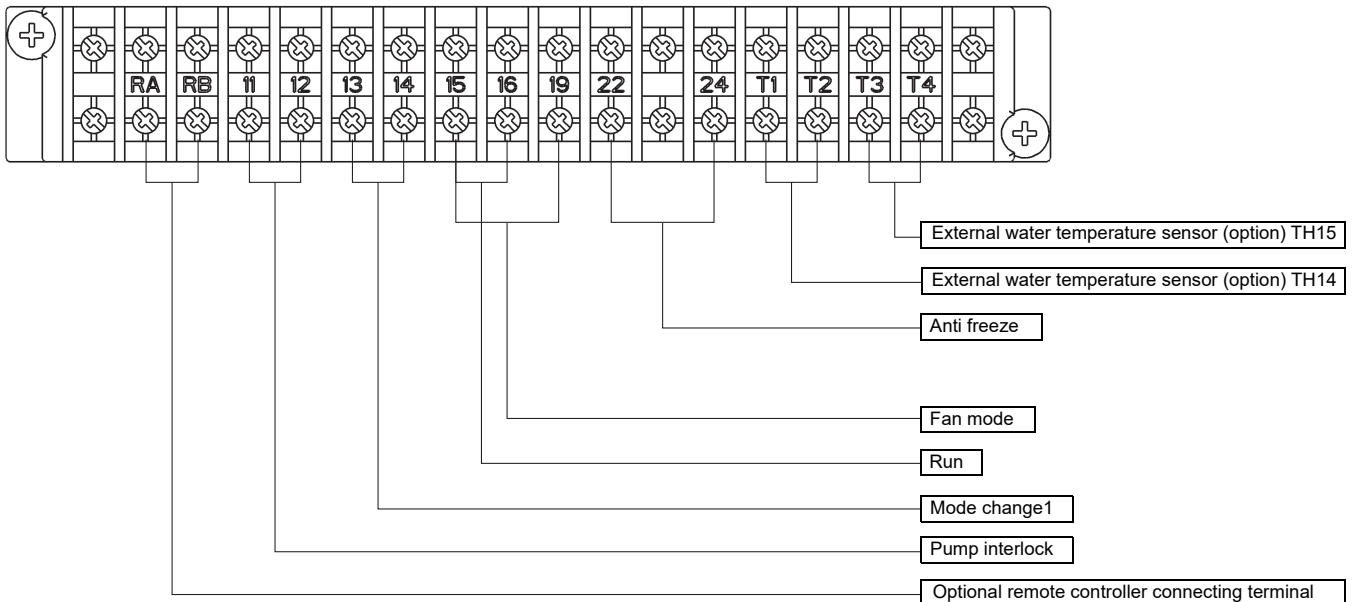 RA RB 11 12 13 14 15 16 19 22 24 T1 T2 T3 T4
External water temperature sensor (option) TH15
External water temperature sensor (option) TH14
Anti freeze
Fan mode
Run
Mode change1
Pump interlock
Optional remote controller connecting terminal